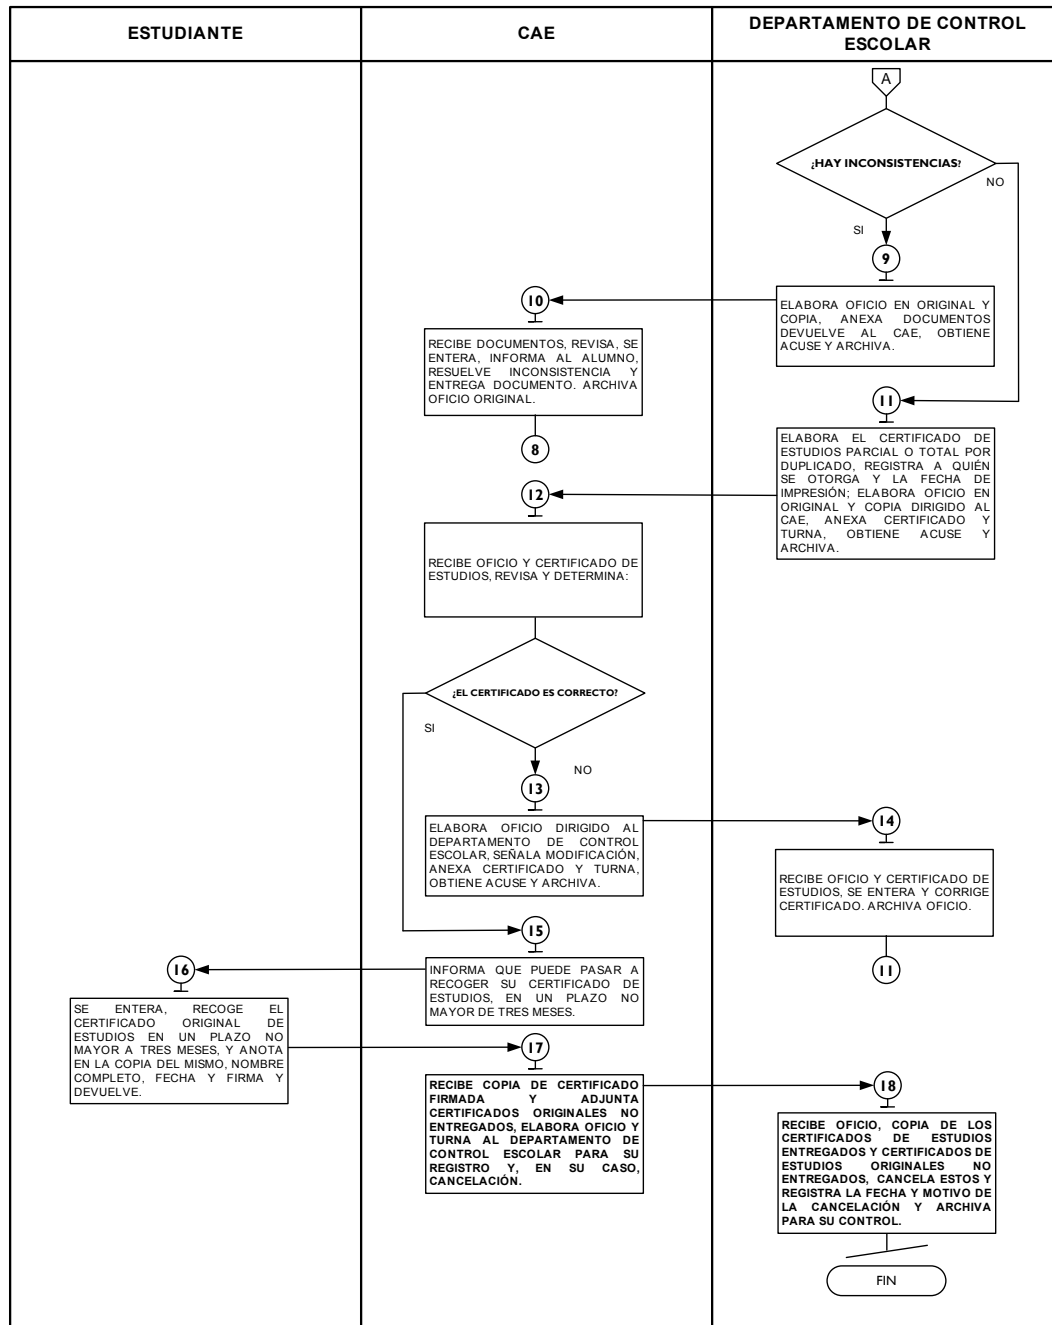 ESTUDIANTE
CAE
DEPARTAMENTO DE CONTROL
ESCOLAR
A
¿HAY INCONSISTENCIAS?
NO
SI
9
ELABORA OFICIO EN ORIGINAL Y
COPIA, ANEXA DOCUMENTOS
DEVUELVE AL CAE, OBTIENE
ACUSE Y ARCHIVA.
10
RECIBE DOCUMENTOS, REVISA, SE
ENTERA, INFORMA AL ALUMNO,
RESUELVE INCONSISTENCIA Y
ENTREGA DOCUMENTO. ARCHIVA
OFICIO ORIGINAL.
8
11
ELABORA EL CERTIFICADO DE
ESTUDIOS PARCIAL O TOTAL POR
DUPLICADO, REGISTRA A QUIÉN
SE OTORGA Y LA FECHA DE
IMPRESIÓN; ELABORA OFICIO EN
ORIGINAL Y COPIA DIRIGIDO AL
CAE, ANEXA CERTIFICADO Y
TURNA, OBTIENE ACUSE Y
ARCHIVA.
12
RECIBE OFICIO Y CERTIFICADO DE
ESTUDIOS, REVISA Y DETERMINA:
¿EL CERTIFICADO ES CORRECTO?
SI
NO
13
ELABORA OFICIO DIRIGIDO AL
DEPARTAMENTO DE CONTROL
ESCOLAR, SEÑALA MODIFICACIÓN,
ANEXA CERTIFICADO Y TURNA,
OBTIENE ACUSE Y ARCHIVA.
14
RECIBE OFICIO Y CERTIFICADO DE
ESTUDIOS, SE ENTERA Y CORRIGE
CERTIFICADO. ARCHIVA OFICIO.
11
15
INFORMA QUE PUEDE PASAR A
RECOGER SU CERTIFICADO DE
ESTUDIOS, EN UN PLAZO NO
MAYOR DE TRES MESES.
16
SE ENTERA, RECOGE EL
CERTIFICADO ORIGINAL DE
ESTUDIOS EN UN PLAZO NO
MAYOR A TRES MESES, Y ANOTA
EN LA COPIA DEL MISMO, NOMBRE
COMPLETO, FECHA Y FIRMA Y
DEVUELVE.
17
RECIBE COPIA DE CERTIFICADO
FIRMADA Y ADJUNTA
CERTIFICADOS ORIGINALES NO
ENTREGADOS, ELABORA OFICIO Y
TURNA AL DEPARTAMENTO DE
CONTROL ESCOLAR PARA SU
REGISTRO Y, EN SU CASO,
CANCELACIÓN.
18
RECIBE OFICIO, COPIA DE LOS
CERTIFICADOS DE ESTUDIOS
ENTREGADOS Y CERTIFICADOS DE
ESTUDIOS ORIGINALES NO
ENTREGADOS, CANCELA ESTOS Y
REGISTRA LA FECHA Y MOTIVO DE
LA CANCELACIÓN Y ARCHIVA
PARA SU CONTROL.
FIN